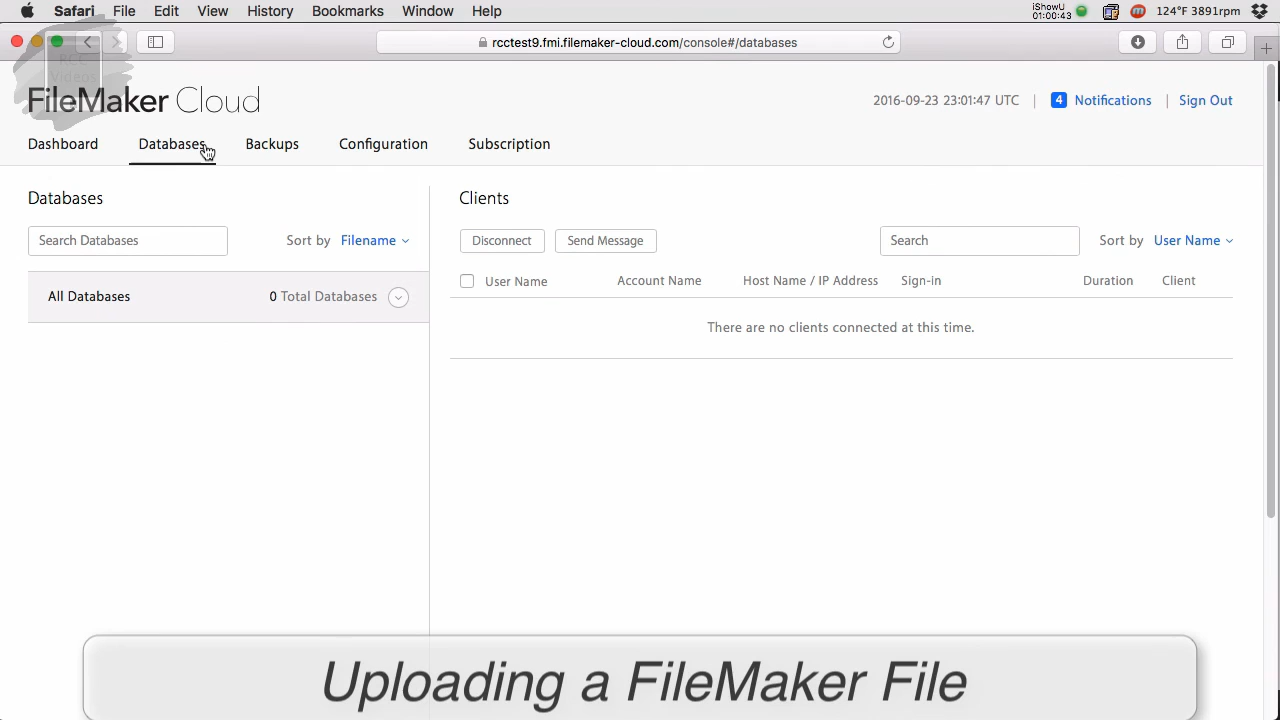 Safari File Edit View History Bookmarks Window Help
iShowU
01:00:43
124°F 3891rpm
rcctest9.fmi.filemaker-cloud.com/console#/databases
RCC
Videos
FileMaker Cloud
2016-09-23 23:01:47 UTC | 4 Notifications | Sign Out
Dashboard Databases Backups Configuration Subscription
Databases
Search Databases Sort by Filename
All Databases 0 Total Databases
Clients
Disconnect Send Message Search Sort by User Name
User Name Account Name Host Name / IP Address Sign-in Duration Client
There are no clients connected at this time.
Uploading a FileMaker File